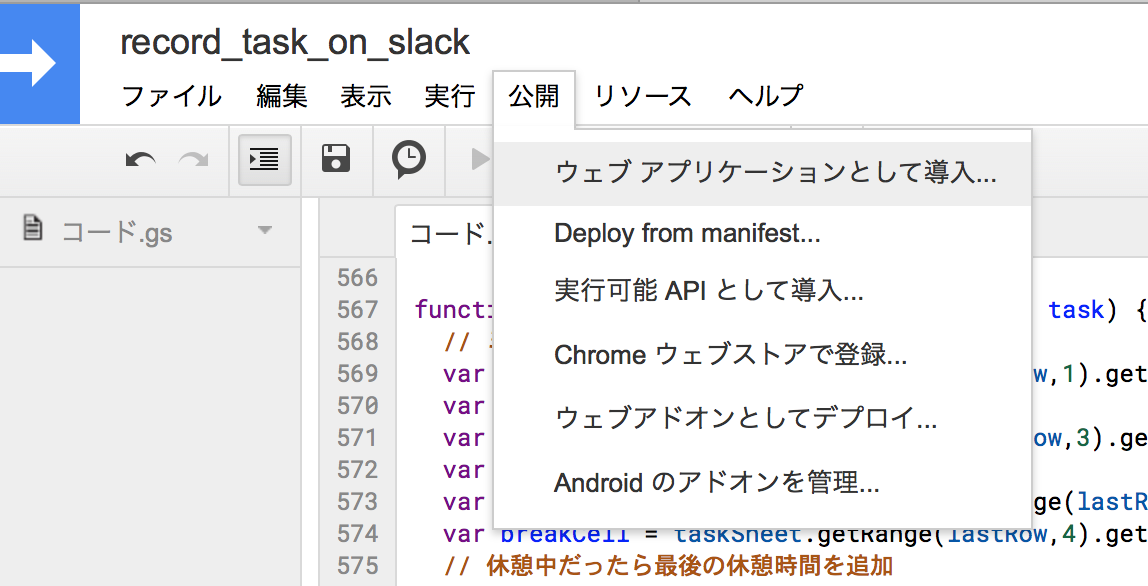 record_task_on_slack
ファイル 編集 表示 実行 公開 リソース ヘルプ
ウェブ アプリケーションとして導入...
Deploy from manifest...
実行可能 API として導入...
Chrome ウェブストアで登録...
ウェブアドオンとしてデプロイ...
Android のアドオンを管理...
コード.gs
コード.
566
567 functi task) {
568 //
569 var w,1).get
570 var
571 var ow,3).ge
572 var
573 var ge(lastR
574 var breakCell = taskSheet.getRange(lastRow,4).get
575 // 休憩中だったら最後の休憩時間を追加